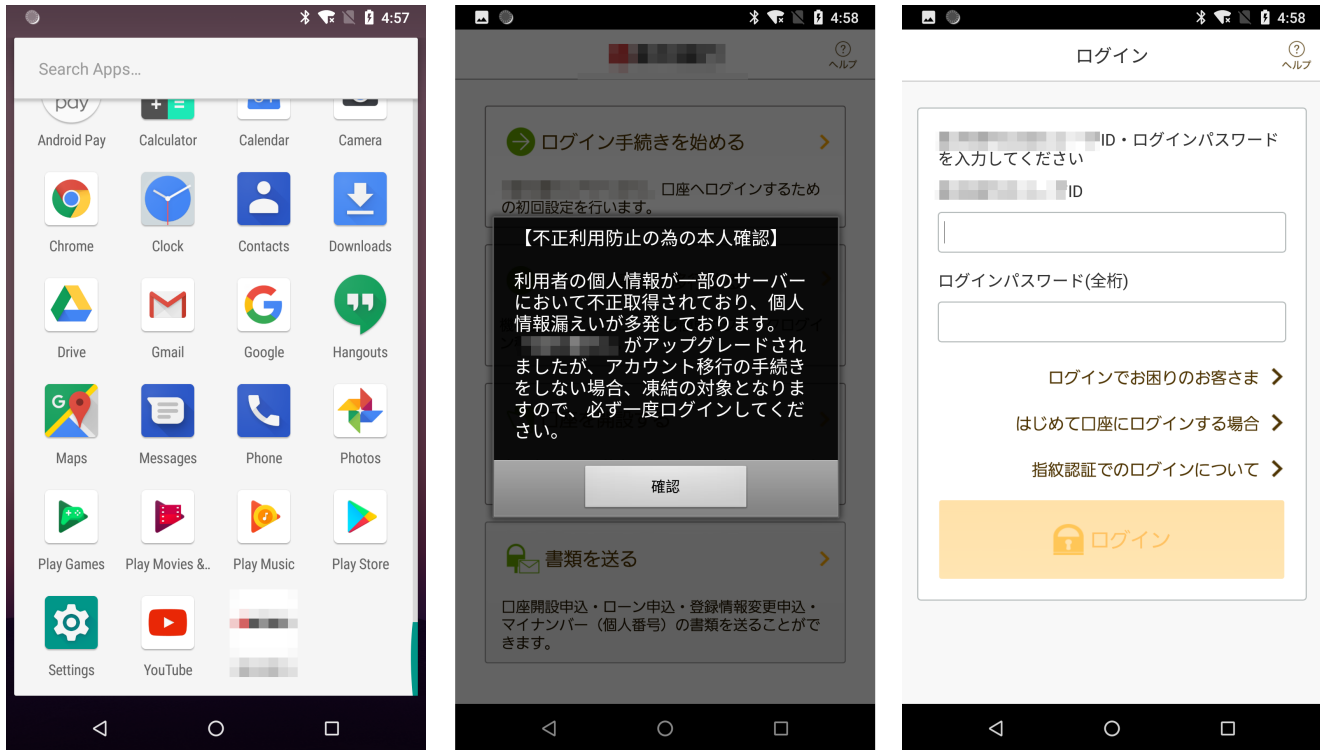 4:57
Search Apps...
pay
Android Pay
Calculator
Calendar
Camera
Chrome
Clock
Contacts
Downloads
Drive
Gmail
Google
Hangouts
Maps
Messages
Phone
Photos
Play Games
Play Movies &..
Play Music
Play Store
Settings
YouTube
4:58
ヘルプ
ログイン手続きを始める
口座へログインするため
の初回設定を行います。
【不正利用防止の為の本人確認】
利用者の個人情報が一部のサーバー
において不正取得されており、個人
情報漏えいが多発しております。
がアップグレードされ
ましたが、アカウント移行の手続き
をしない場合、凍結の対象となりま
すので、必ず一度ログインしてくだ
さい。
確認
書類を送る
口座開設申込・ローン申込・登録情報変更申込・
マイナンバー（個人番号）の書類を送ることがで
きます。
4:58
ログイン
ヘルプ
ID・ログインパスワード
を入力してください
ID
ログインパスワード(全桁)
ログインでお困りのお客さま
はじめて口座にログインする場合
指紋認証でのログインについて
ログイン